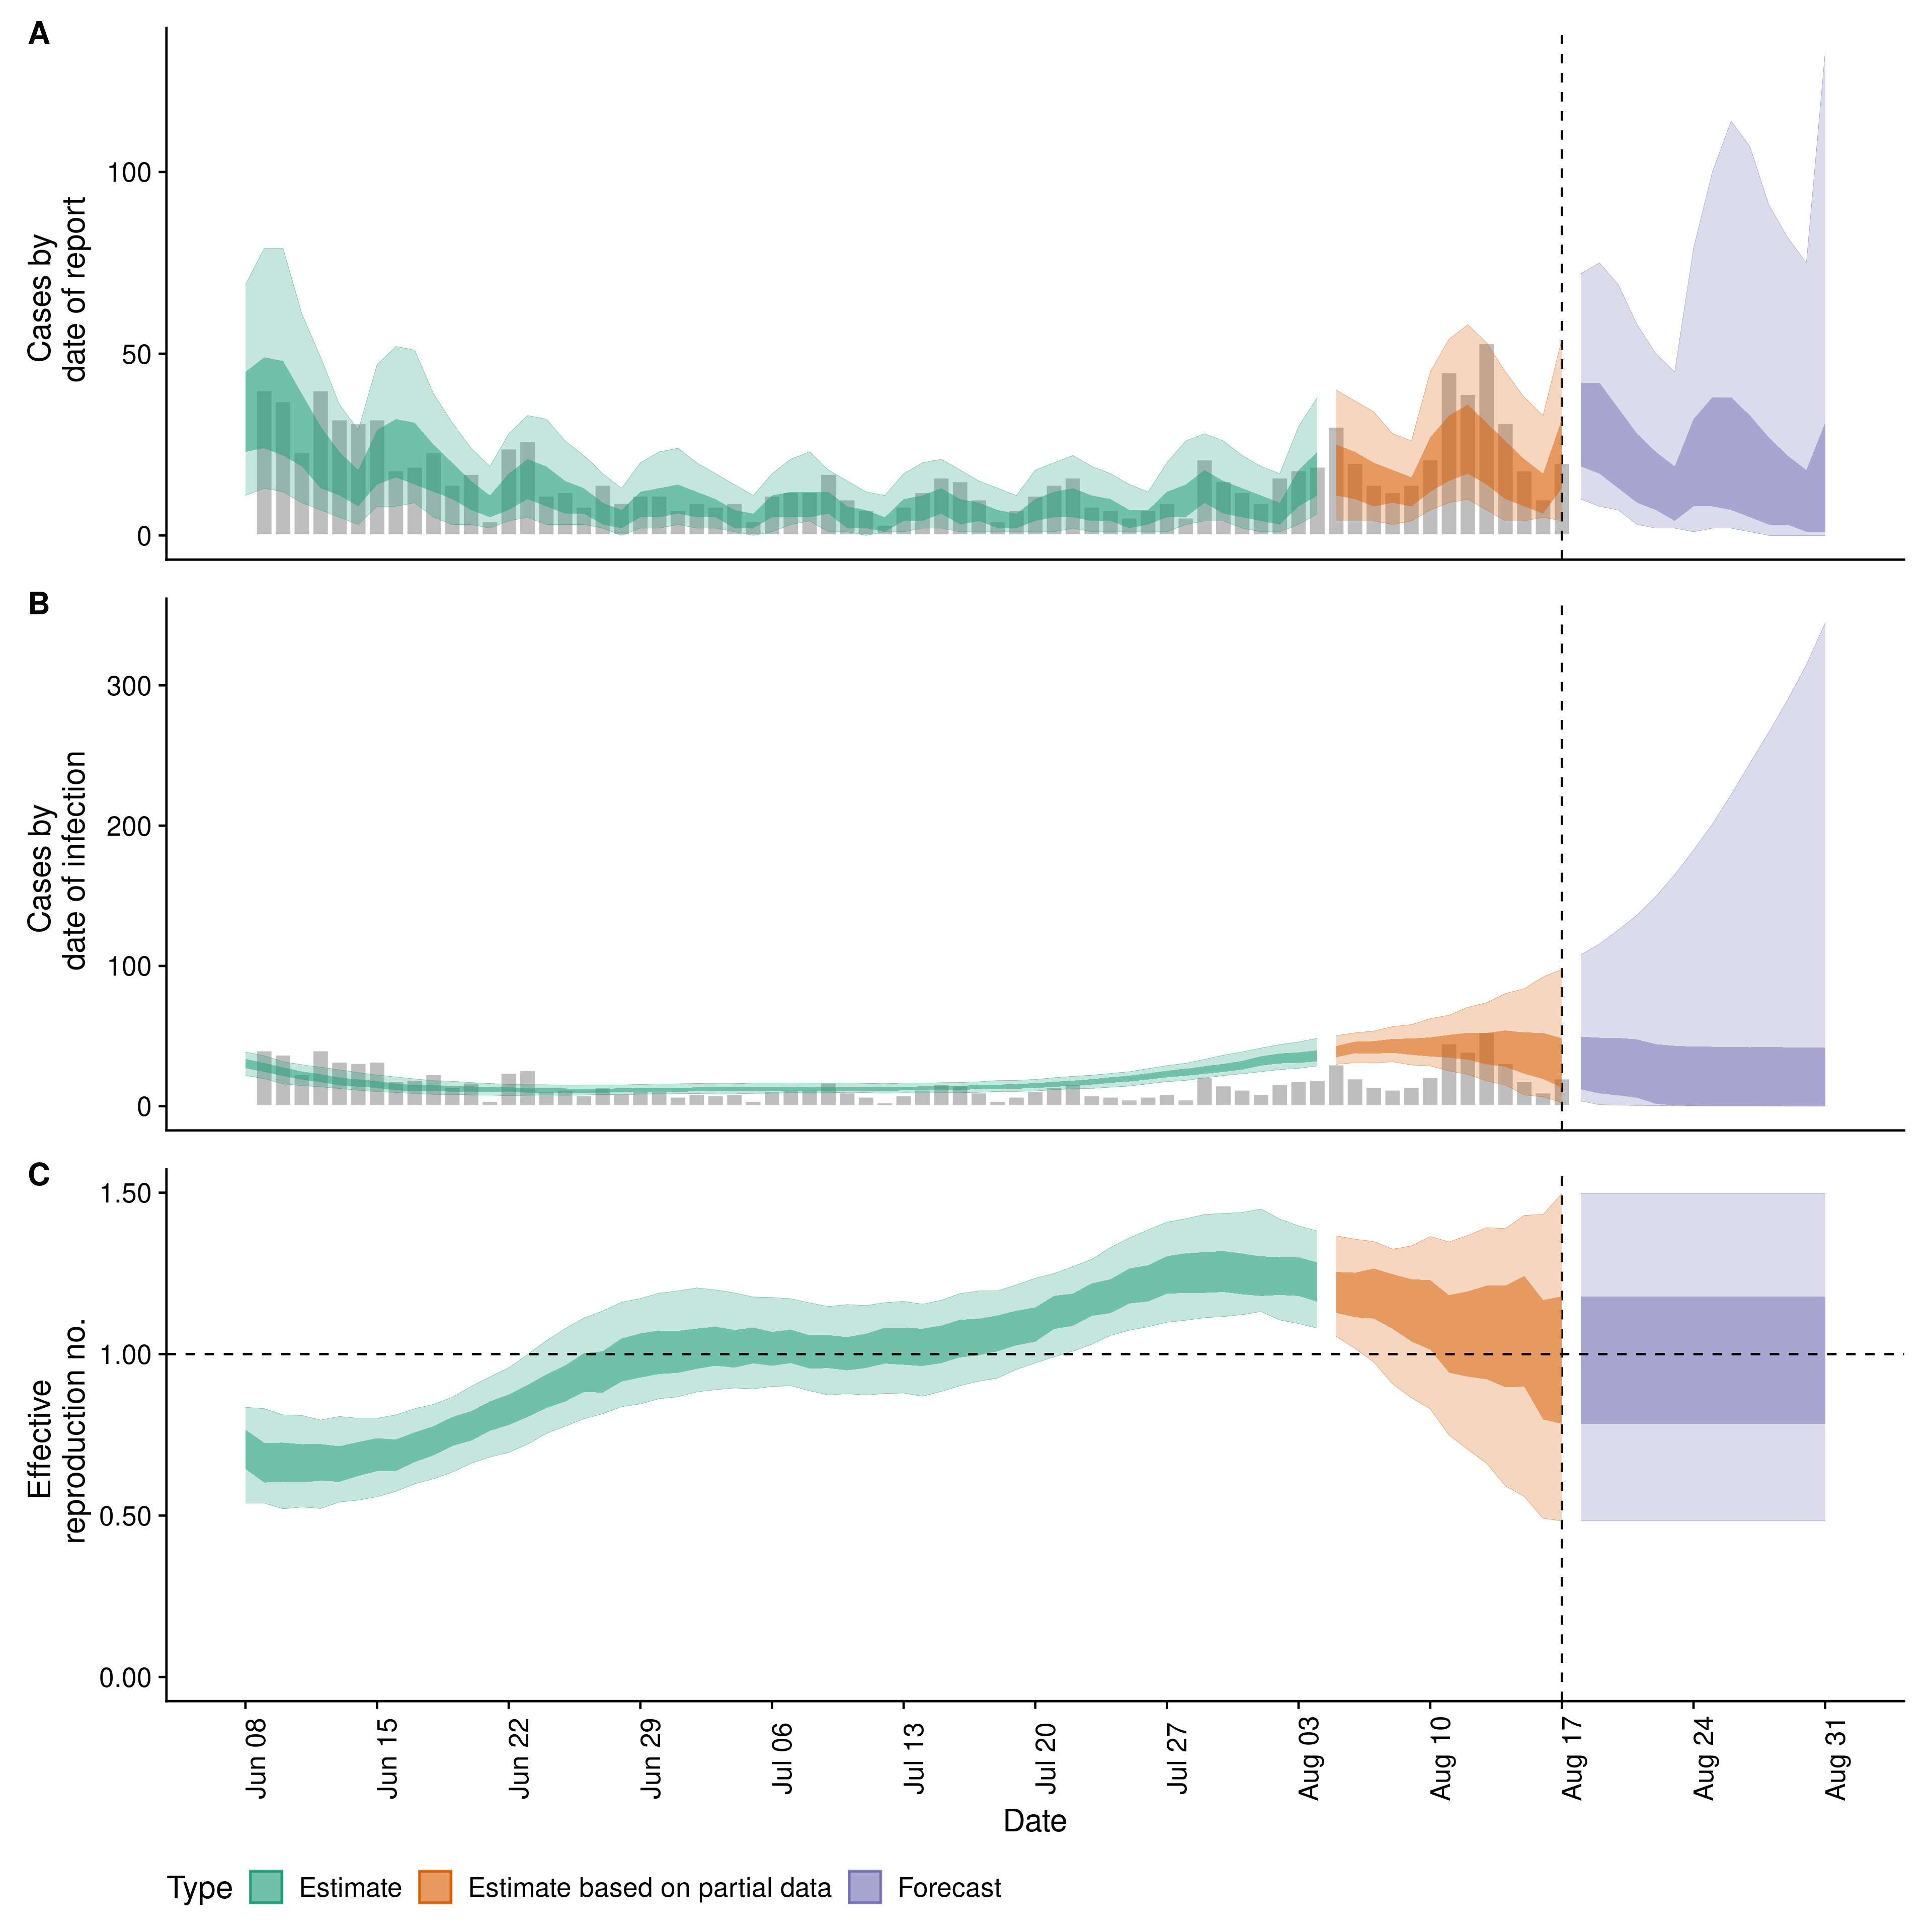 A
Cases by
date of report
100
50
0
B
Cases by
date of infection
300
200
100
0
C
Effective
reproduction no.
1.50
1.00
0.50
0.00
Jun 08
Jun 15
Jun 22
Jun 29
Jul 06
Jul 13
Jul 20
Jul 27
Aug 03
Aug 10
Aug 17
Aug 24
Aug 31
Date
Type Estimate Estimate based on partial data Forecast